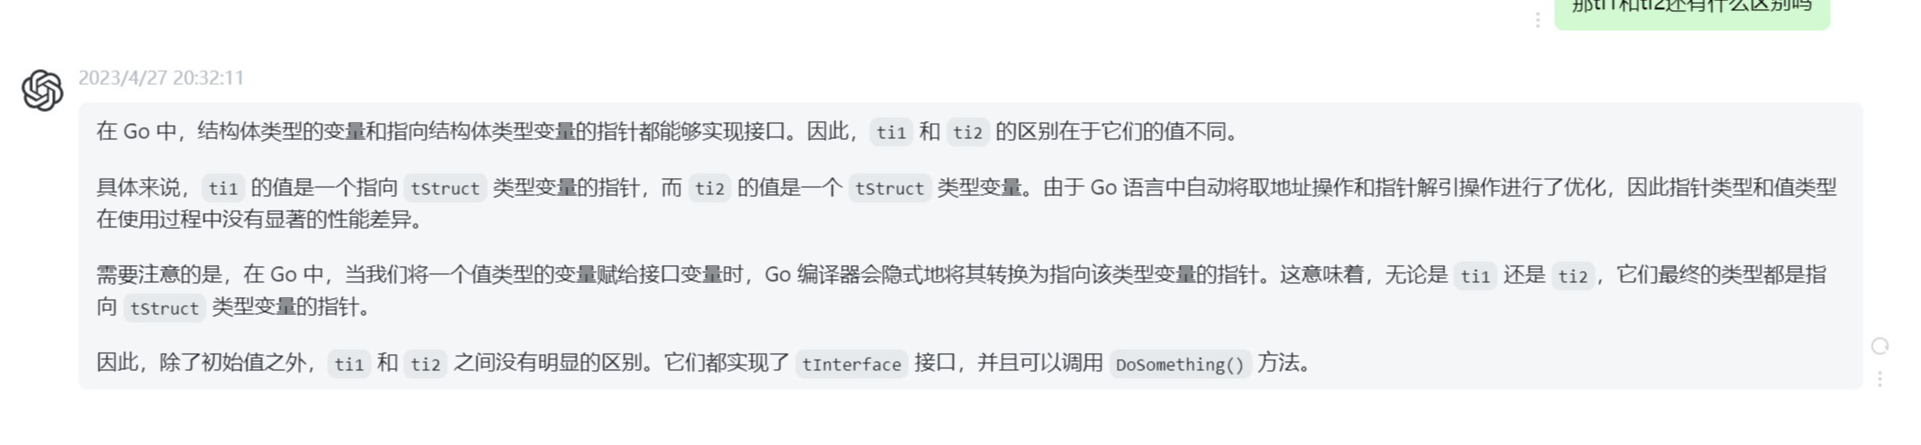 那ti1和ti2还有什么区别吗
2023/4/27 20:32:11
在 Go 中，结构体类型的变量和指向结构体类型变量的指针都能够实现接口。因此， ti1 和 ti2 的区别在于它们的值不同。
具体来说， ti1 的值是一个指向 tStruct 类型变量的指针，而 ti2 的值是一个 tStruct 类型变量。由于 Go 语言中自动将取地址操作和指针解引操作进行了优化，因此指针类型和值类型
在使用过程中没有显著的性能差异。
需要注意的是，在 Go 中，当我们将一个值类型的变量赋给接口变量时，Go 编译器会隐式地将其转换为指向该类型变量的指针。这意味着，无论是 ti1 还是 ti2 ，它们最终的类型都是指
向 tStruct 类型变量的指针。
因此，除了初始值之外， ti1 和 ti2 之间没有明显的区别。它们都实现了 tInterface 接口，并且可以调用 DoSomething() 方法。